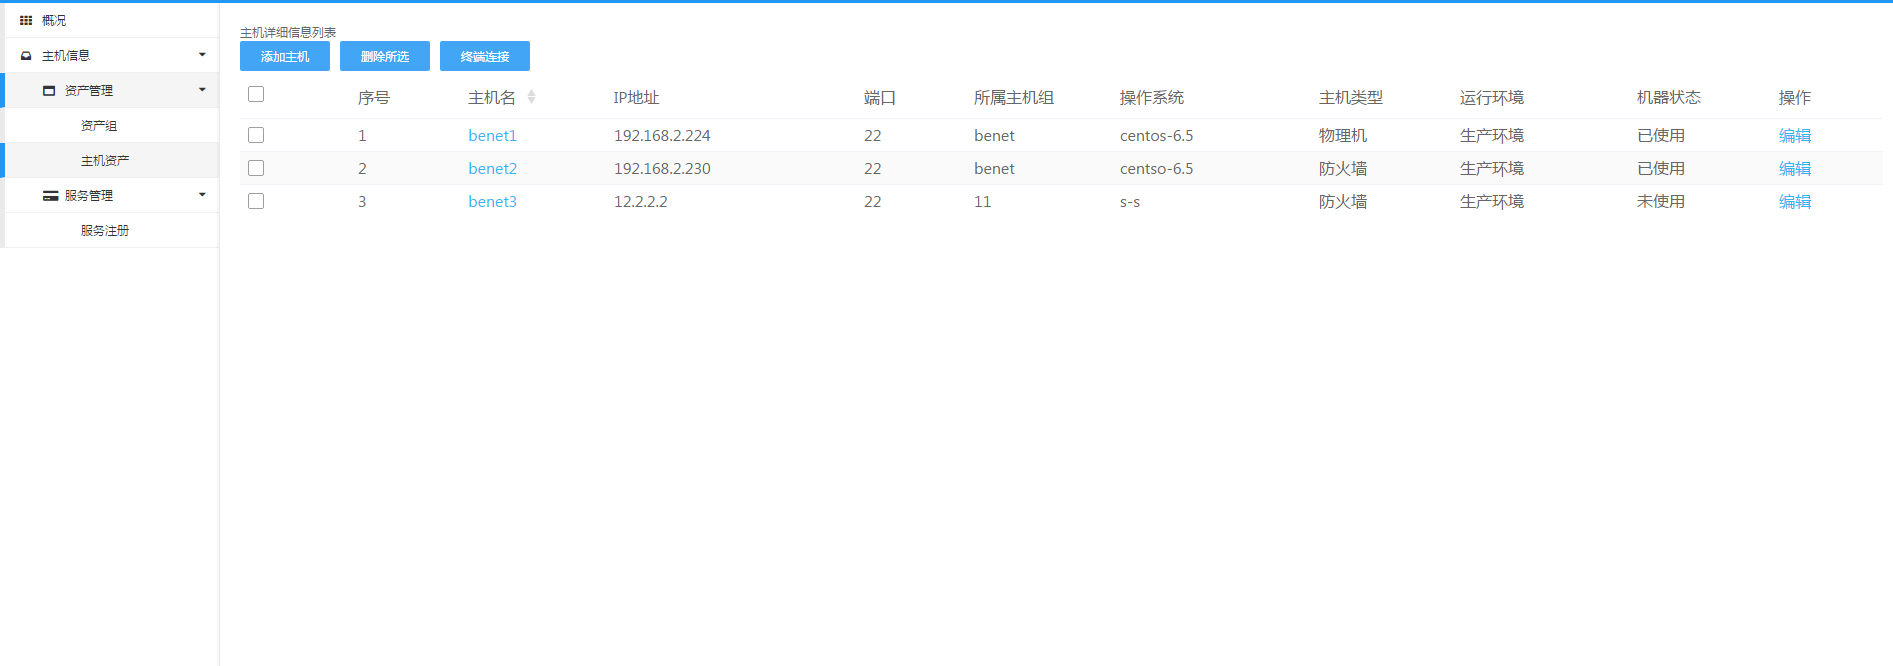 概况
主机信息
资产管理
资产组
主机资产
服务管理
服务注册
主机详细信息列表
添加主机 删除所选 终端连接
序号 主机名 IP地址 端口 所属主机组 操作系统 主机类型 运行环境 机器状态 操作
1 benet1 192.168.2.224 22 benet centos-6.5 物理机 生产环境 已使用 编辑
2 benet2 192.168.2.230 22 benet centso-6.5 防火墙 生产环境 已使用 编辑
3 benet3 12.2.2.2 22 11 s-s 防火墙 生产环境 未使用 编辑